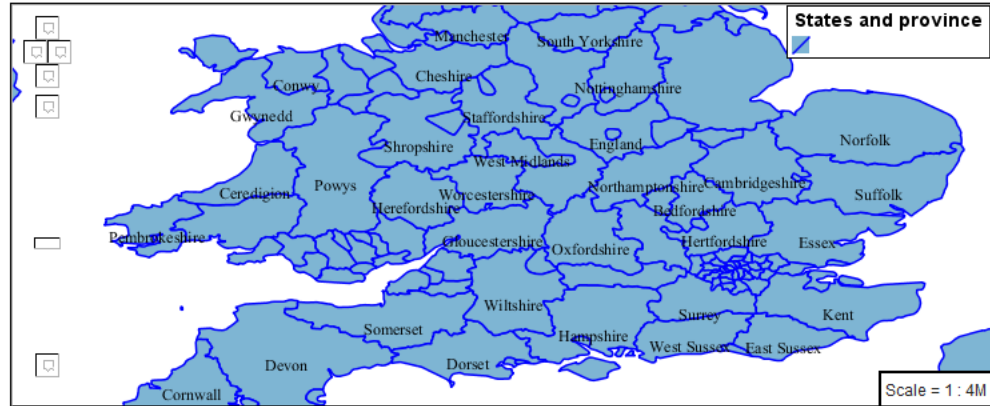 States and province
Manchester
South Yorkshire
Cheshire
Conwy
Nottinghamshire
Gwynedd
Staffordshire
Shropshire
England
Norfolk
West Midlands
Powys
Ceredigion
Worcestershire
Northamptonshire
Cambridgeshire
Suffolk
Herefordshire
Bedfordshire
Pembrokeshire
Gloucestershire
Oxfordshire
Hertfordshire
Essex
Wiltshire
Surrey
Kent
Somerset
Hampshire
West Sussex
East Sussex
Devon
Dorset
Cornwall
Scale = 1 : 4M